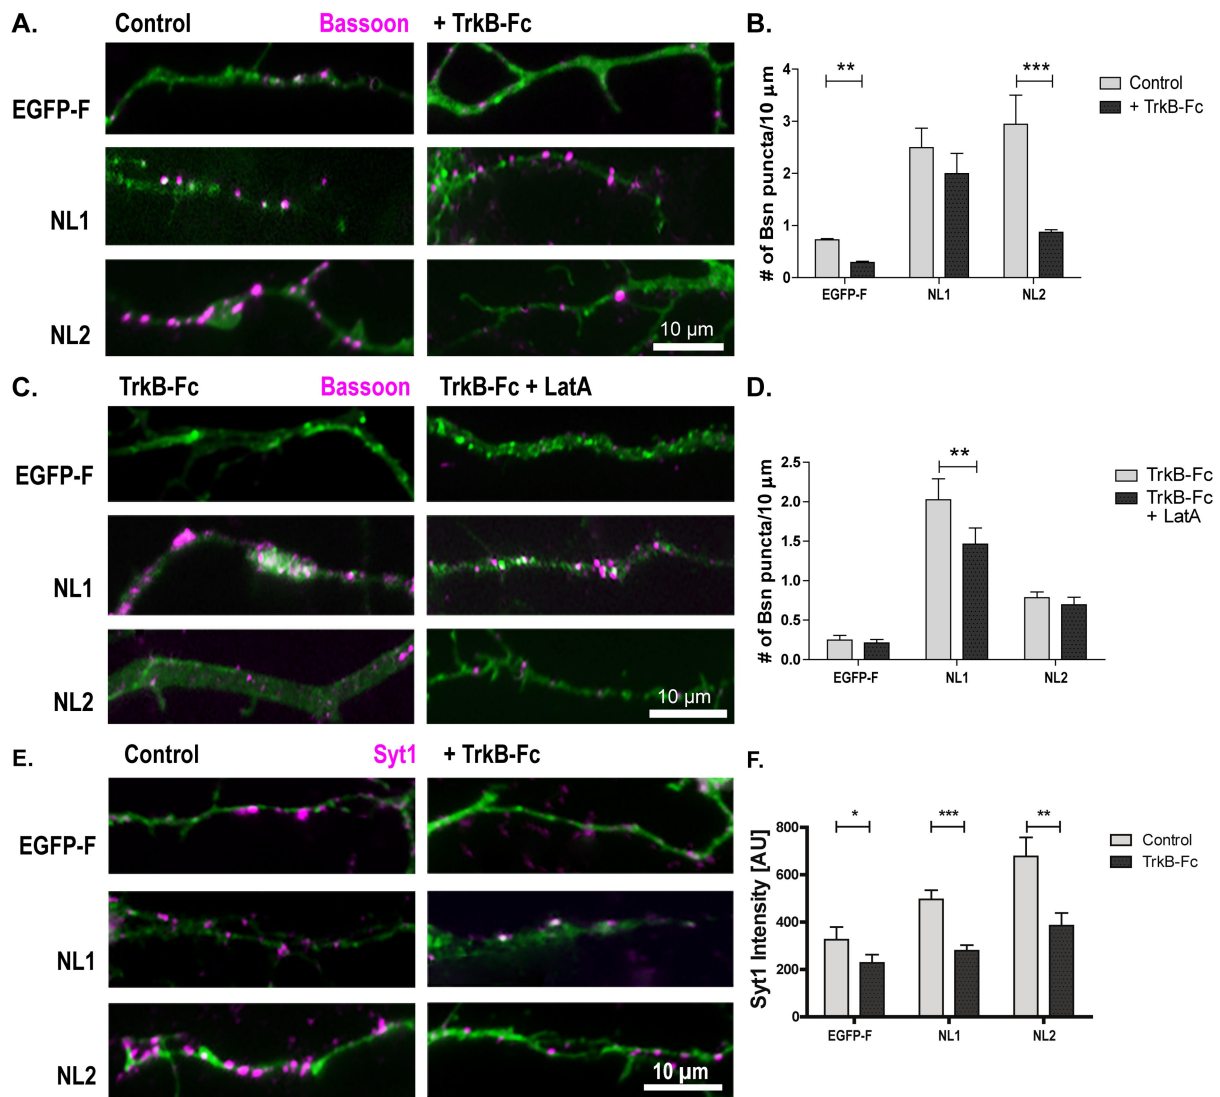 A.
Control Bassoon + TrkB-Fc
EGFP-F
NL1
NL2
10 µm
B.
# of Bsn puncta/10 µm
4
3
2
1
0
** ***
EGFP-F NL1 NL2
Control
+ TrkB-Fc
C.
TrkB-Fc Bassoon TrkB-Fc + LatA
EGFP-F
NL1
NL2
10 µm
D.
# of Bsn puncta/10 µm
2.5
2.0
1.5
1.0
0.5
0.0
**
EGFP-F NL1 NL2
TrkB-Fc
TrkB-Fc
+ LatA
E.
Control Syt1 + TrkB-Fc
EGFP-F
NL1
NL2
10 µm
F.
Syt1 Intensity [AU]
800
600
400
200
0
* *** **
EGFP-F NL1 NL2
Control
TrkB-Fc